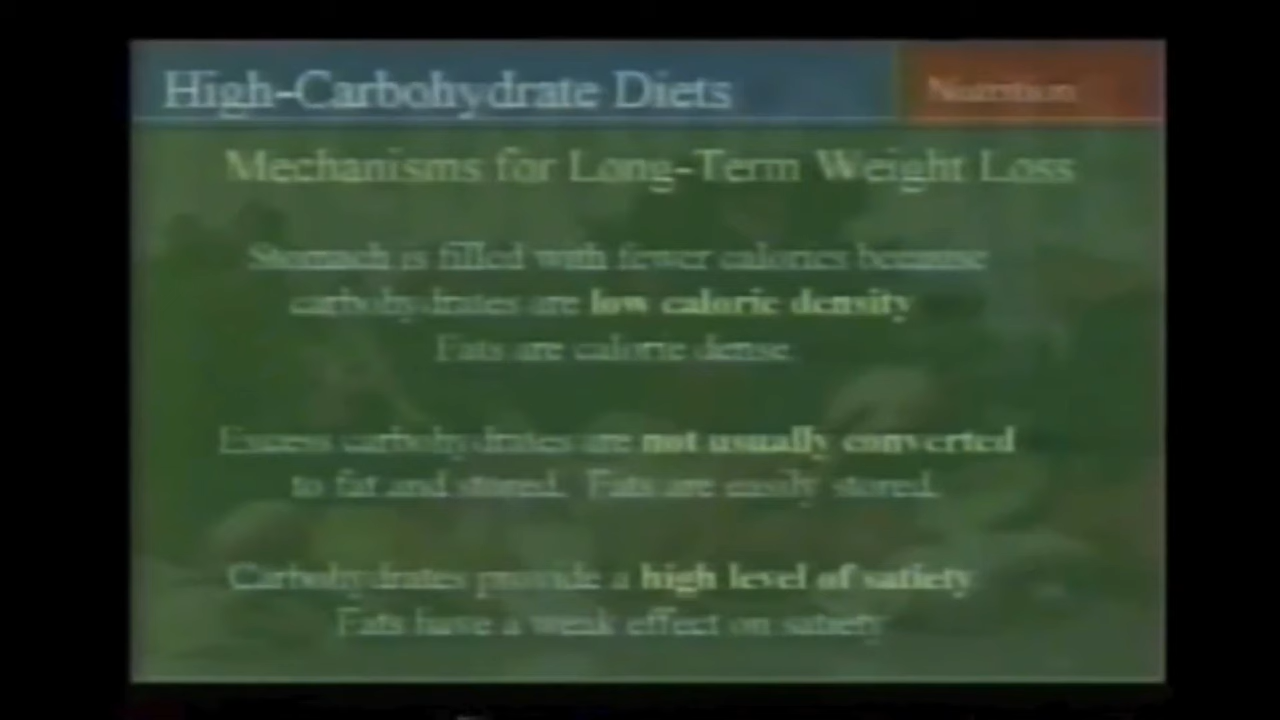 High-Carbohydrate Diets
Nutrition
Mechanisms for Long-Term Weight Loss
Stomach is filled with fewer calories because
carbohydrates are low caloric density
Fats are calorie dense.
Excess carbohydrates are not usually converted
to fat and stored. Fats are easily stored.
Carbohydrates provide a high level of satiety
Fats have a weak effect on satiety